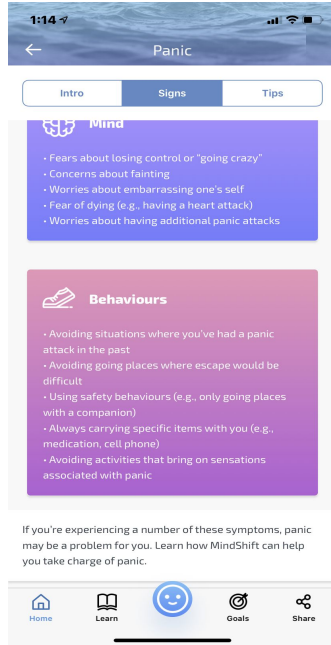 1:14
Panic
Intro Signs Tips
Mind
• Fears about losing control or "going crazy"
• Concerns about fainting
• Worries about embarrassing one's self
• Fear of dying (e.g., having a heart attack)
• Worries about having additional panic attacks
Behaviours
• Avoiding situations where you've had a panic
attack in the past
• Avoiding going places where escape would be
difficult
• Using safety behaviours (e.g., only going places
with a companion)
• Always carrying specific items with you (e.g.,
medication, cell phone)
• Avoiding activities that bring on sensations
associated with panic
If you're experiencing a number of these symptoms, panic
may be a problem for you. Learn how MindShift can help
you take charge of panic.
Home Learn Goals Share